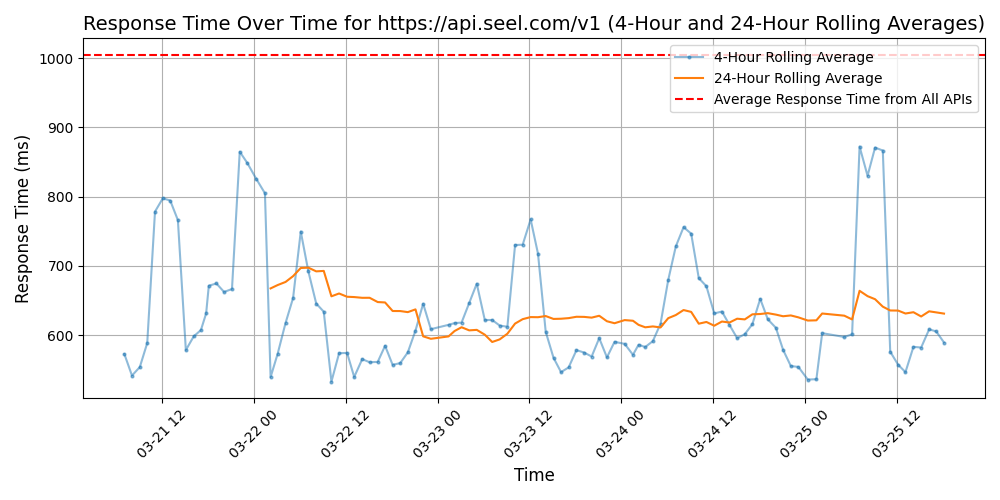 Response Time Over Time for https://api.seel.com/v1 (4-Hour and 24-Hour Rolling Averages)
4-Hour Rolling Average
24-Hour Rolling Average
Average Response Time from All APIs
Response Time (ms)
1000
900
800
700
600
03-21 12
03-22 00
03-22 12
03-23 00
03-23 12
03-24 00
03-24 12
03-25 00
03-25 12
Time